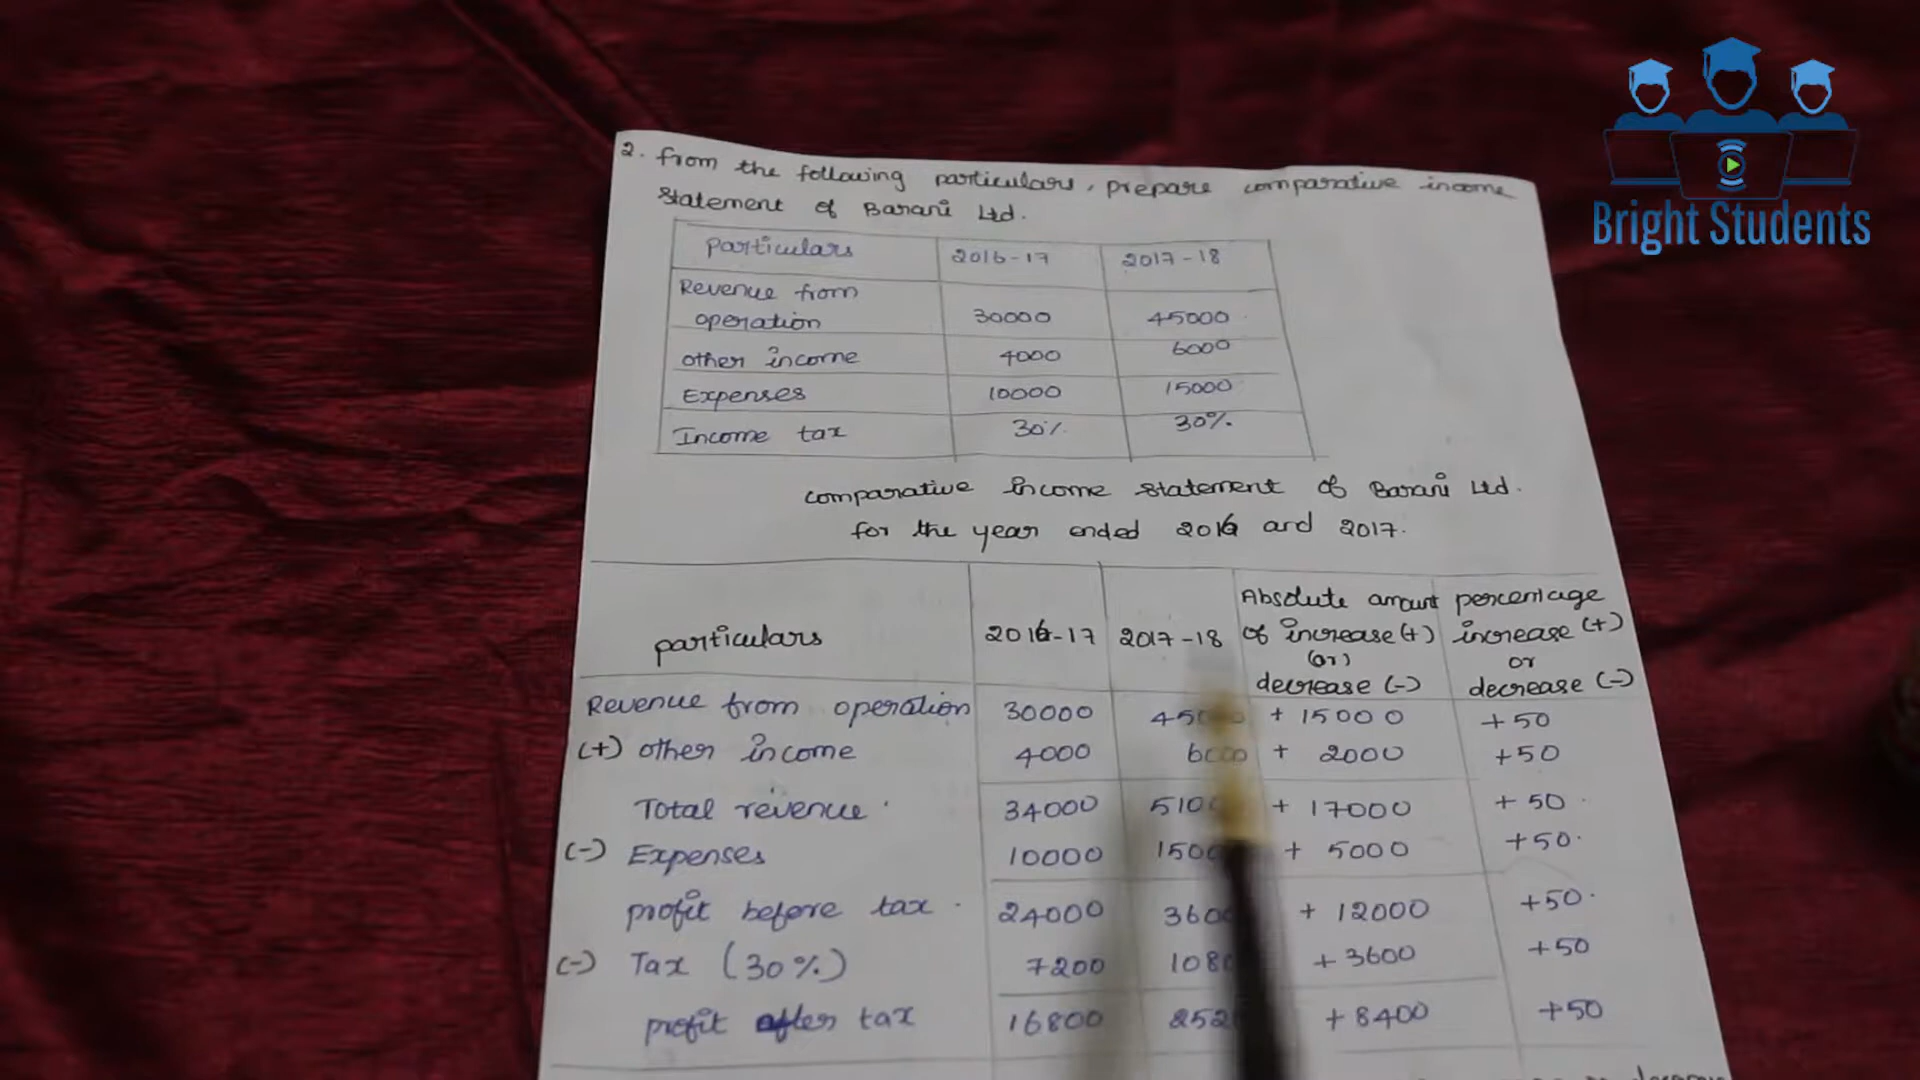 Bright Students
2. From the following particulars, prepare comparative income
Statement of Barani Ltd.
particulars 2016-17 2017-18
Revenue from
operation 30000 45000
other income 4000 6000
Expenses 10000 15000
Income tax 30% 30%
comparative income statement of Barani Ltd.
for the year ended 2016 and 2017.
Absolute amount percentage
particulars 2016-17 2017-18 of increase (+) increase (+)
(or) or
decrease (-) decrease (-)
Revenue from operation 30000 + 15000 +50
(+) other income 4000 6000 + 2000 +50
Total revenue 34000 + 17000 +50
(-) Expenses 10000 + 5000 +50
profit before tax 24000 + 12000 +50
(-) Tax (30%) 7200 +3600 +50
profit after tax 16800 +8400 +50